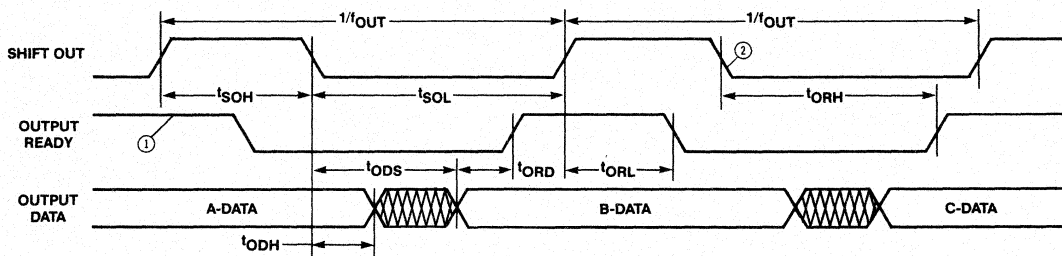 1/fOUT 1/fOUT
SHIFT OUT ②
tSOH tSOL tORH
OUTPUT READY ①
tODS tORD tORL
OUTPUT DATA A-DATA B-DATA C-DATA
tODH